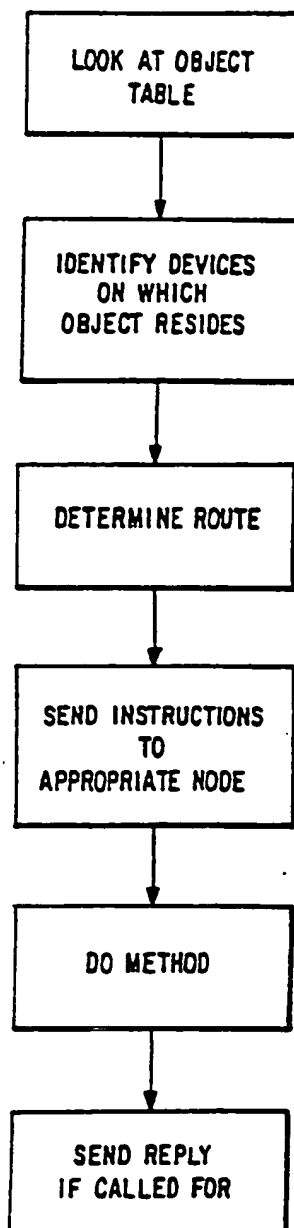 LOOK AT OBJECT
TABLE
IDENTIFY DEVICES
ON WHICH
OBJECT RESIDES
DETERMINE ROUTE
SEND INSTRUCTIONS
TO
APPROPRIATE NODE
DO METHOD
SEND REPLY
IF CALLED FOR